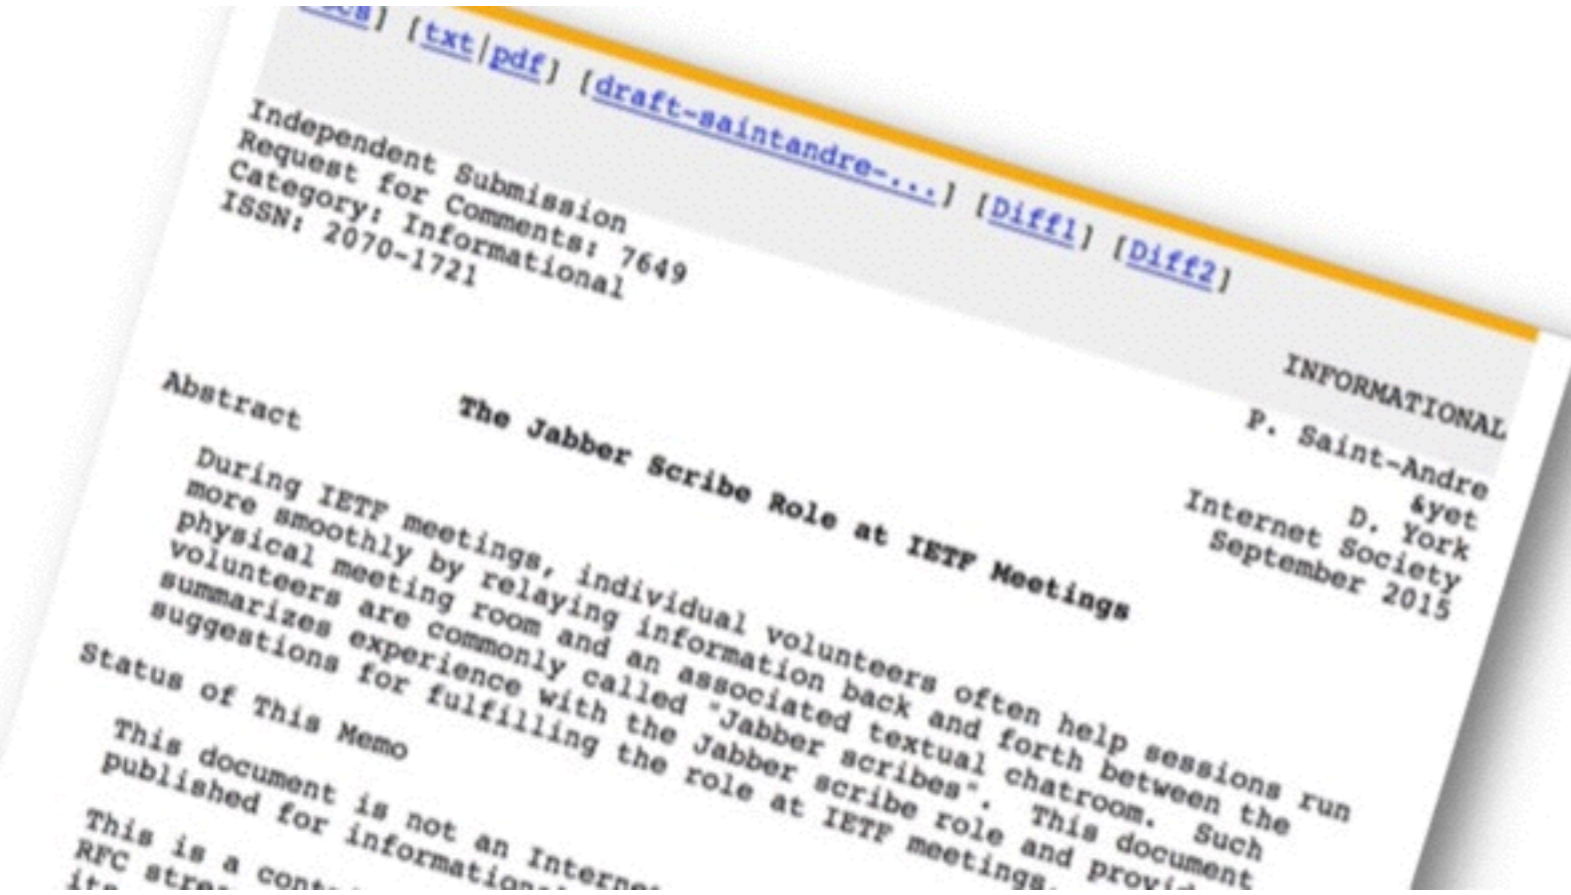 [txt|pdf] [draft-saintandre-...] [Diff1] [Diff2]
INFORMATIONAL
Independent Submission
Request for Comments: 7649
Category: Informational
ISSN: 2070-1721
P. Saint-Andre
&yet
D. York
Internet Society
September 2015
The Jabber Scribe Role at IETF Meetings
Abstract
During IETF meetings, individual volunteers often help sessions run
more smoothly by relaying information back and forth between the
physical meeting room and an associated textual chatroom. Such
volunteers are commonly called "Jabber scribes". This document
summarizes experience with the Jabber scribe role and provid
suggestions for fulfilling the role at IETF meetings.
Status of This Memo
This document is not an Internet
published for information
This is a cont
RFC stre
its